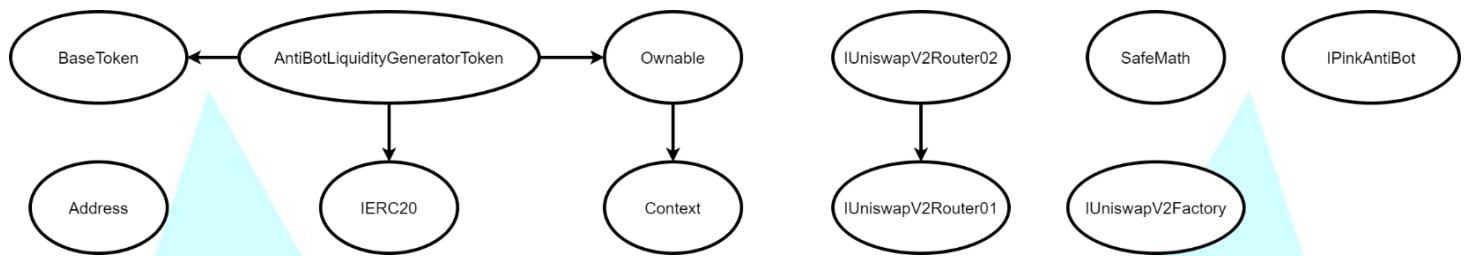 BaseToken
AntiBotLiquidityGeneratorToken
Ownable
IUniswapV2Router02
SafeMath
IPinkAntiBot
Address
IERC20
Context
IUniswapV2Router01
IUniswapV2Factory